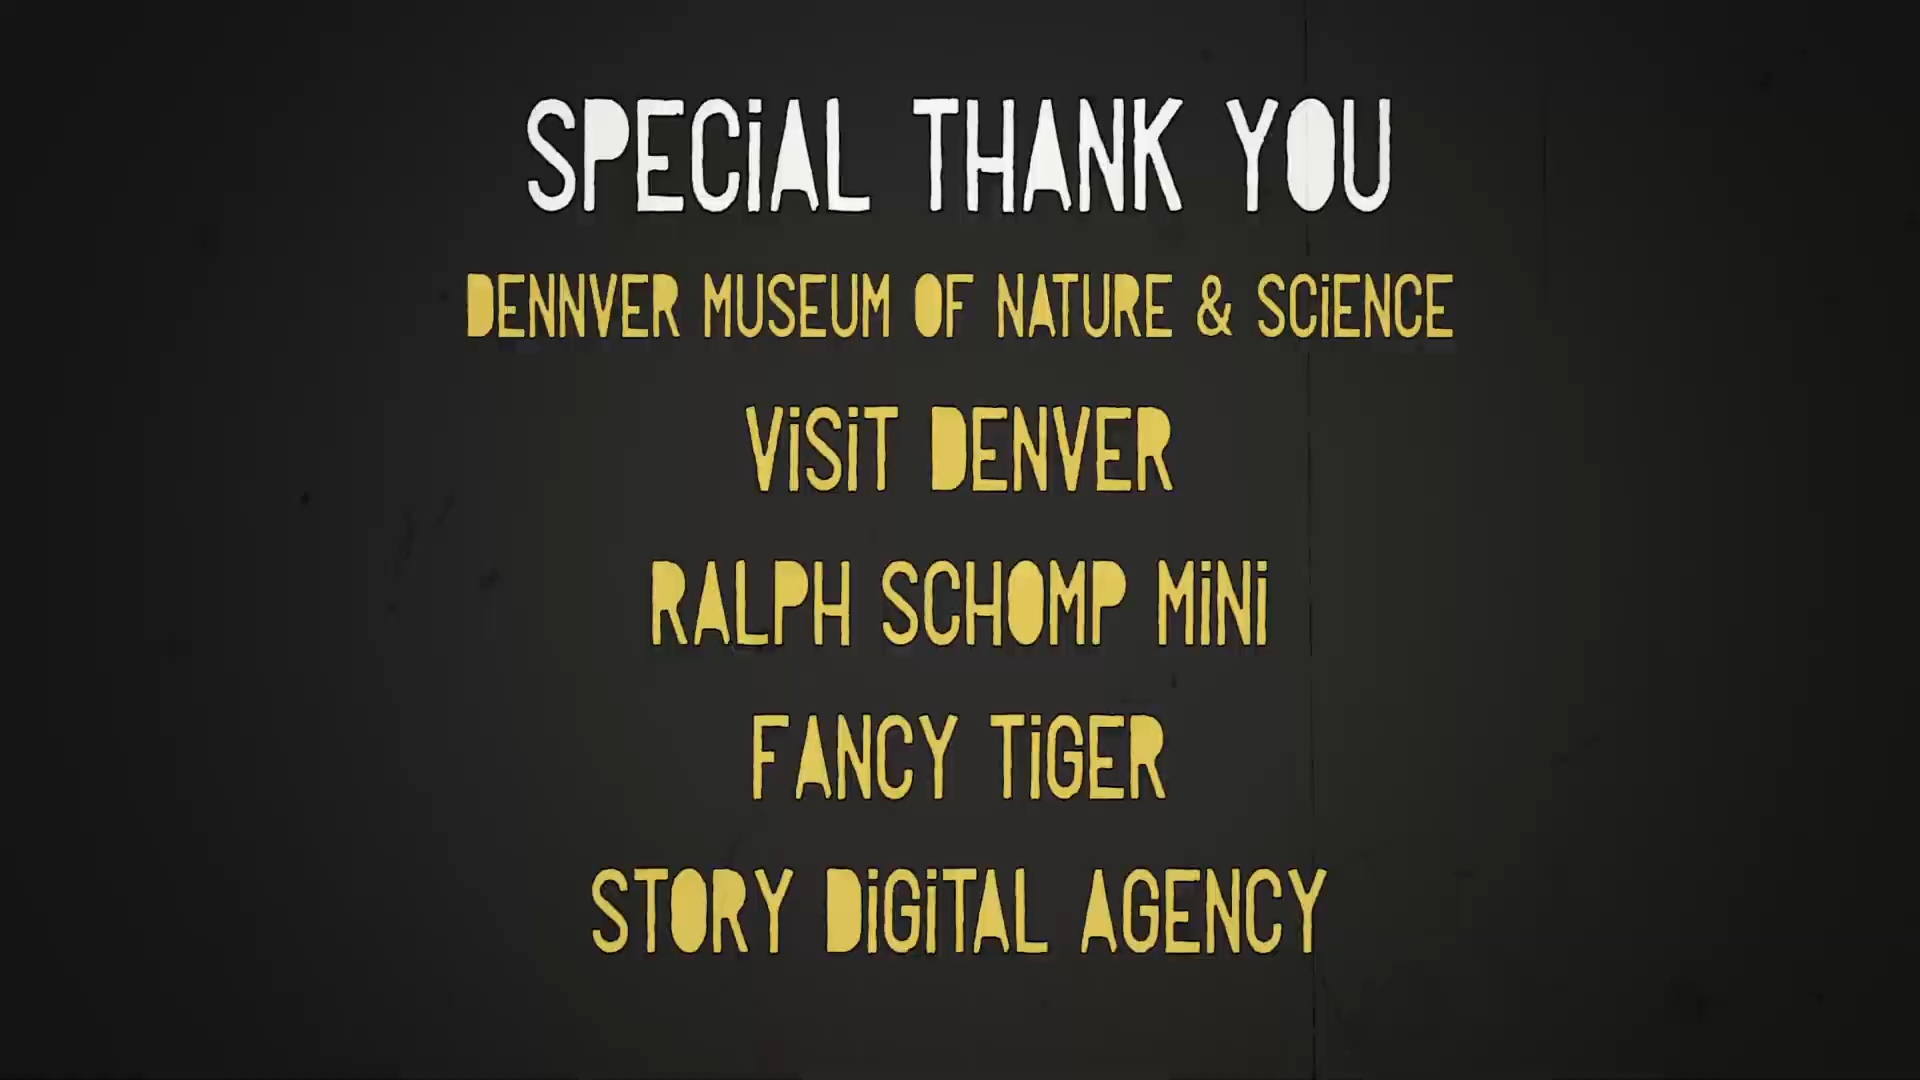 SPECiAL THANK YOU
DENNVER MUSEUM OF NATURE & SCiENCE
ViSiT DENVER
RALPH SCHOMP MiNi
FANCY TiGER
STORY DiGiTAL AGENCY